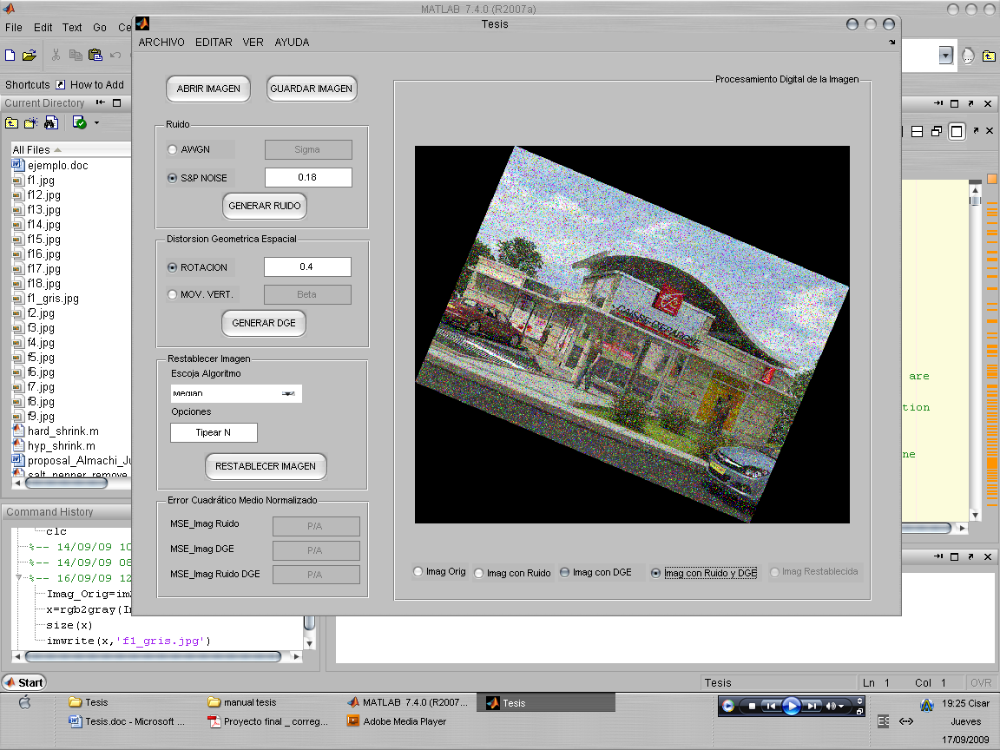 MATLAB 7.4.0 (R2007a)
File Edit Text Go Ce
Shortcuts How to Add
Current Directory
All Files
ejemplo.doc
f1.jpg
f12.jpg
f13.jpg
f14.jpg
f15.jpg
f16.jpg
f17.jpg
f18.jpg
f1_gris.jpg
f2.jpg
f3.jpg
f4.jpg
f5.jpg
f6.jpg
f7.jpg
f8.jpg
f9.jpg
hard_shrink.m
hyp_shrink.m
proposal_Almachi_Ju
salt_pepper_remove
Command History
clc
%-- 14/09/09 10
%-- 14/09/09 08
%-- 16/09/09 12
Imag_Orig=im
x=rgb2gray(I
size(x)
imwrite(x,'f1_gris.jpg')
Tesis
ARCHIVO EDITAR VER AYUDA
ABRIR IMAGEN GUARDAR IMAGEN
Ruido
AWGN Sigma
S&P NOISE 0.18
GENERAR RUIDO
Distorsion Geometrica Espacial
ROTACION 0.4
MOV. VERT. Beta
GENERAR DGE
Restablecer Imagen
Escoja Algoritmo
Median
Opciones
Tipear N
RESTABLECER IMAGEN
Error Cuadrático Medio Normalizado
MSE_Imag Ruido P/A
MSE_Imag DGE P/A
MSE_Imag Ruido DGE P/A
Procesamiento Digital de la Imagen
Imag Orig Imag con Ruido Imag con DGE Imag con Ruido y DGE Imag Restablecida
are
tion
ne
Start
Tesis Ln 1 Col 1 OVR
Tesis manual tesis MATLAB 7.4.0 (R2007... Tesis
Tesis.doc - Microsoft ... Proyecto final _ correg... Adobe Media Player
ES
19:25 Cisar
Jueves
17/09/2009